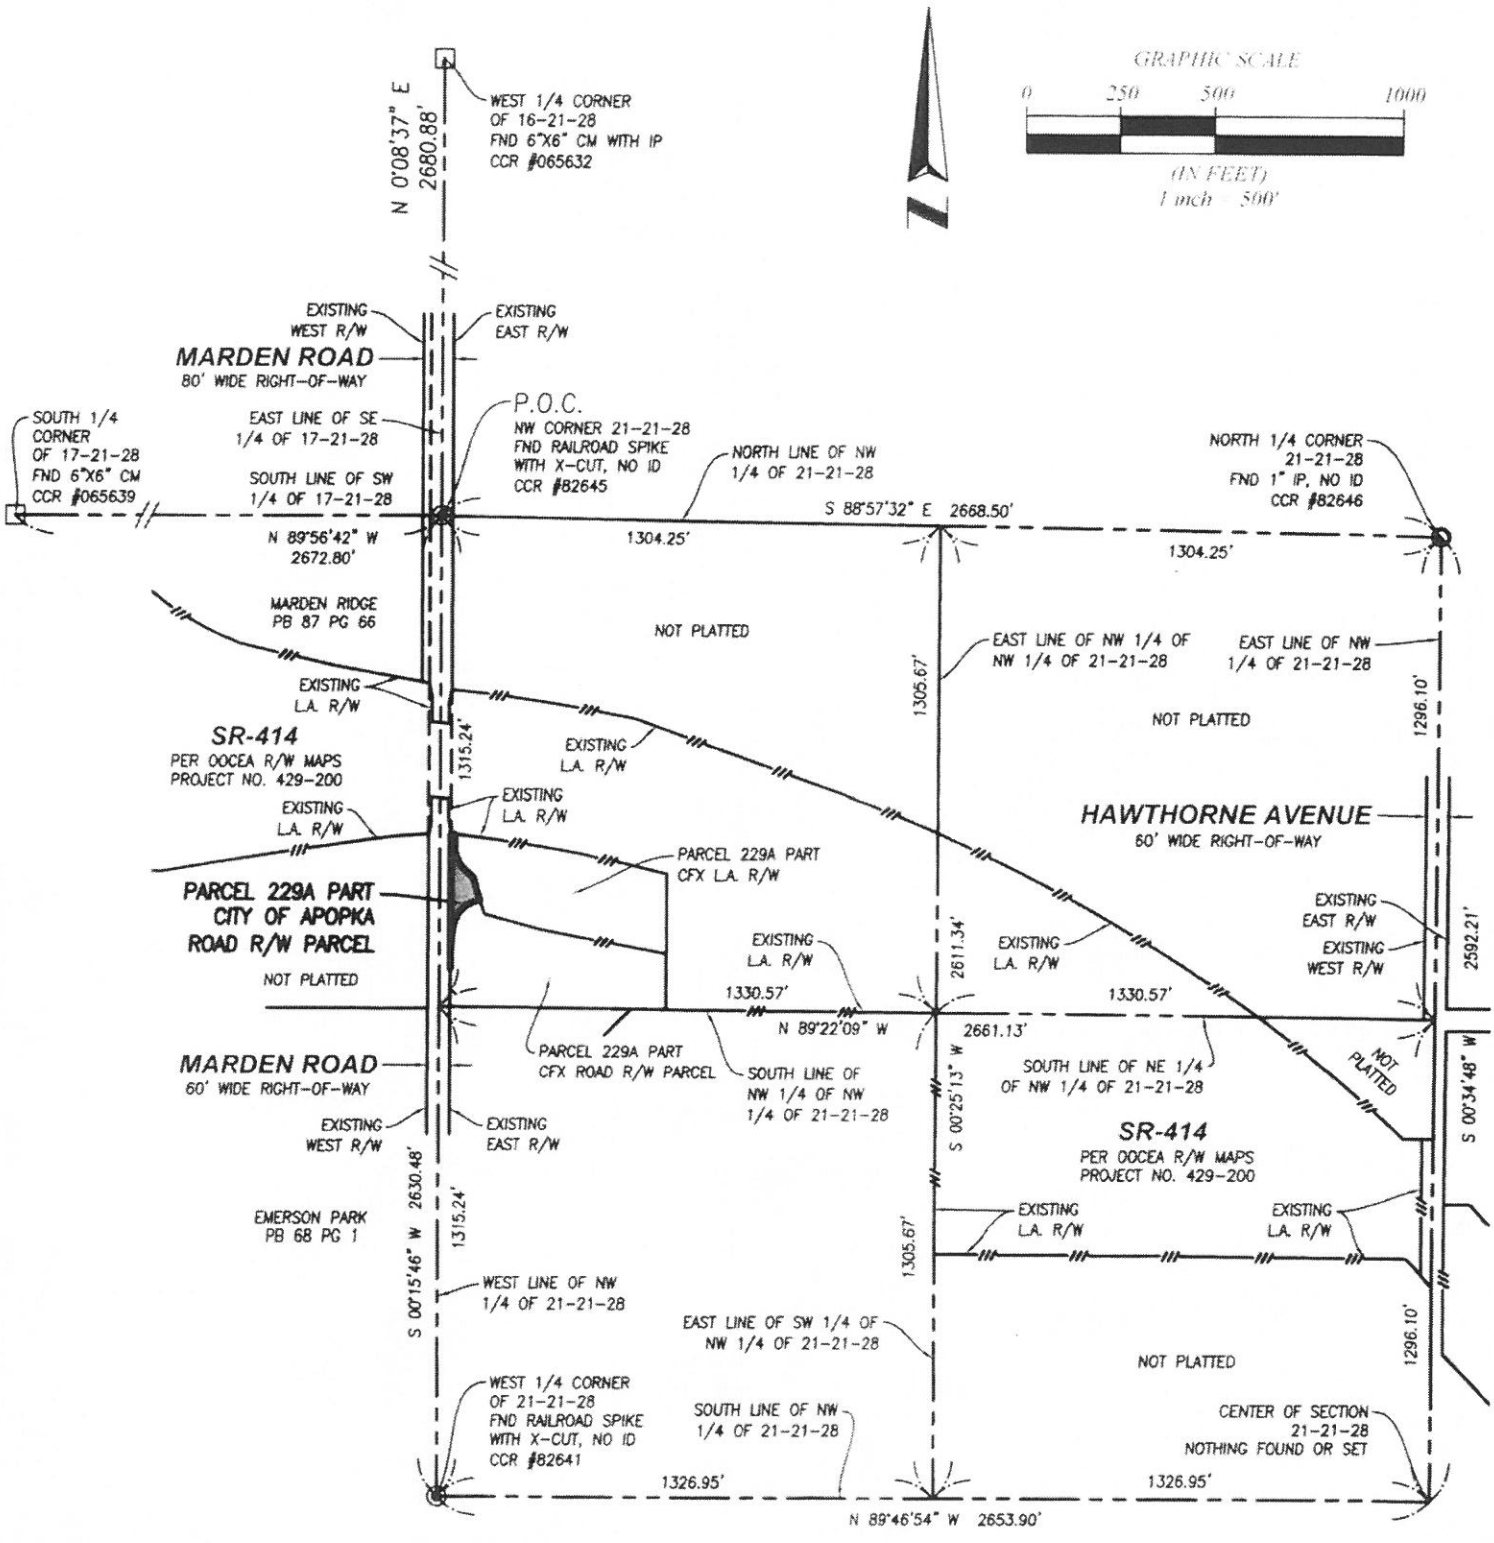 GRAPHIC SCALE
0 250 500 1000
(IN FEET)
1 inch = 500'
N
N 0°08'37" E
2680.88'
WEST 1/4 CORNER
OF 16-21-28
FND 6"X6" CM WITH IP
CCR #065632
EXISTING
WEST R/W
EXISTING
EAST R/W
MARDEN ROAD
80' WIDE RIGHT-OF-WAY
SOUTH 1/4
CORNER
OF 17-21-28
FND 6"X6" CM
CCR #065639
EAST LINE OF SE
1/4 OF 17-21-28
SOUTH LINE OF SW
1/4 OF 17-21-28
P.O.C.
NW CORNER 21-21-28
FND RAILROAD SPIKE
WITH X-CUT, NO ID
CCR #82645
NORTH LINE OF NW
1/4 OF 21-21-28
NORTH 1/4 CORNER
21-21-28
FND 1" IP, NO ID
CCR #82646
S 88°57'32" E 2668.50'
N 89°56'42" W
2672.80'
1304.25'
1304.25'
MARDEN RIDGE
PB 87 PG 66
NOT PLATTED
EAST LINE OF NW 1/4 OF
NW 1/4 OF 21-21-28
EAST LINE OF NW
1/4 OF 21-21-28
1305.67'
1296.10'
EXISTING
L.A. R/W
NOT PLATTED
SR-414
PER OOCEA R/W MAPS
PROJECT NO. 429-200
1315.24'
EXISTING
L.A. R/W
EXISTING
L.A. R/W
EXISTING
L.A. R/W
HAWTHORNE AVENUE
60' WIDE RIGHT-OF-WAY
PARCEL 229A PART
CFX L.A. R/W
PARCEL 229A PART
CITY OF APOPKA
ROAD R/W PARCEL
NOT PLATTED
EXISTING
EAST R/W
EXISTING
WEST R/W
2592.21'
EXISTING
L.A. R/W
2611.34'
EXISTING
L.A. R/W
1330.57'
1330.57'
N 89°22'09" W
2661.13'
PARCEL 229A PART
CFX ROAD R/W PARCEL
SOUTH LINE OF
NW 1/4 OF NW
1/4 OF 21-21-28
S 00°25'13" W
SOUTH LINE OF NE 1/4
OF NW 1/4 OF 21-21-28
NOT
PLATTED
S 00°34'48" W
MARDEN ROAD
60' WIDE RIGHT-OF-WAY
EXISTING
WEST R/W
EXISTING
EAST R/W
SR-414
PER OOCEA R/W MAPS
PROJECT NO. 429-200
EMERSON PARK
PB 68 PG 1
S 00°15'46" W 2630.48'
1315.24'
EXISTING
L.A. R/W
EXISTING
L.A. R/W
1305.67'
WEST LINE OF NW
1/4 OF 21-21-28
EAST LINE OF SW 1/4 OF
NW 1/4 OF 21-21-28
1296.10'
NOT PLATTED
WEST 1/4 CORNER
OF 21-21-28
FND RAILROAD SPIKE
WITH X-CUT, NO ID
CCR #82641
SOUTH LINE OF NW
1/4 OF 21-21-28
CENTER OF SECTION
21-21-28
NOTHING FOUND OR SET
1326.95'
1326.95'
N 89°46'54" W 2653.90'